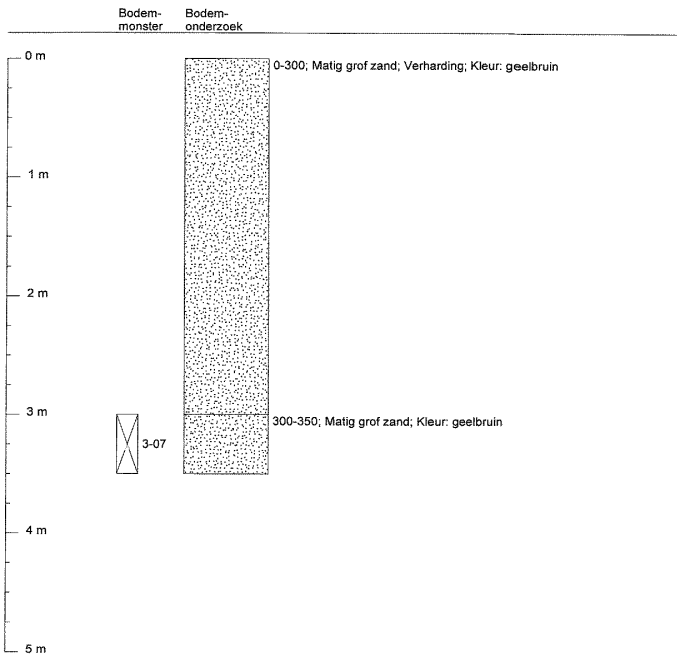 Bodem-
monster
Bodem-
onderzoek
0 m
0-300; Matig grof zand; Verharding; Kleur: geelbruin
1 m
2 m
3 m
300-350; Matig grof zand; Kleur: geelbruin
3-07
4 m
5 m